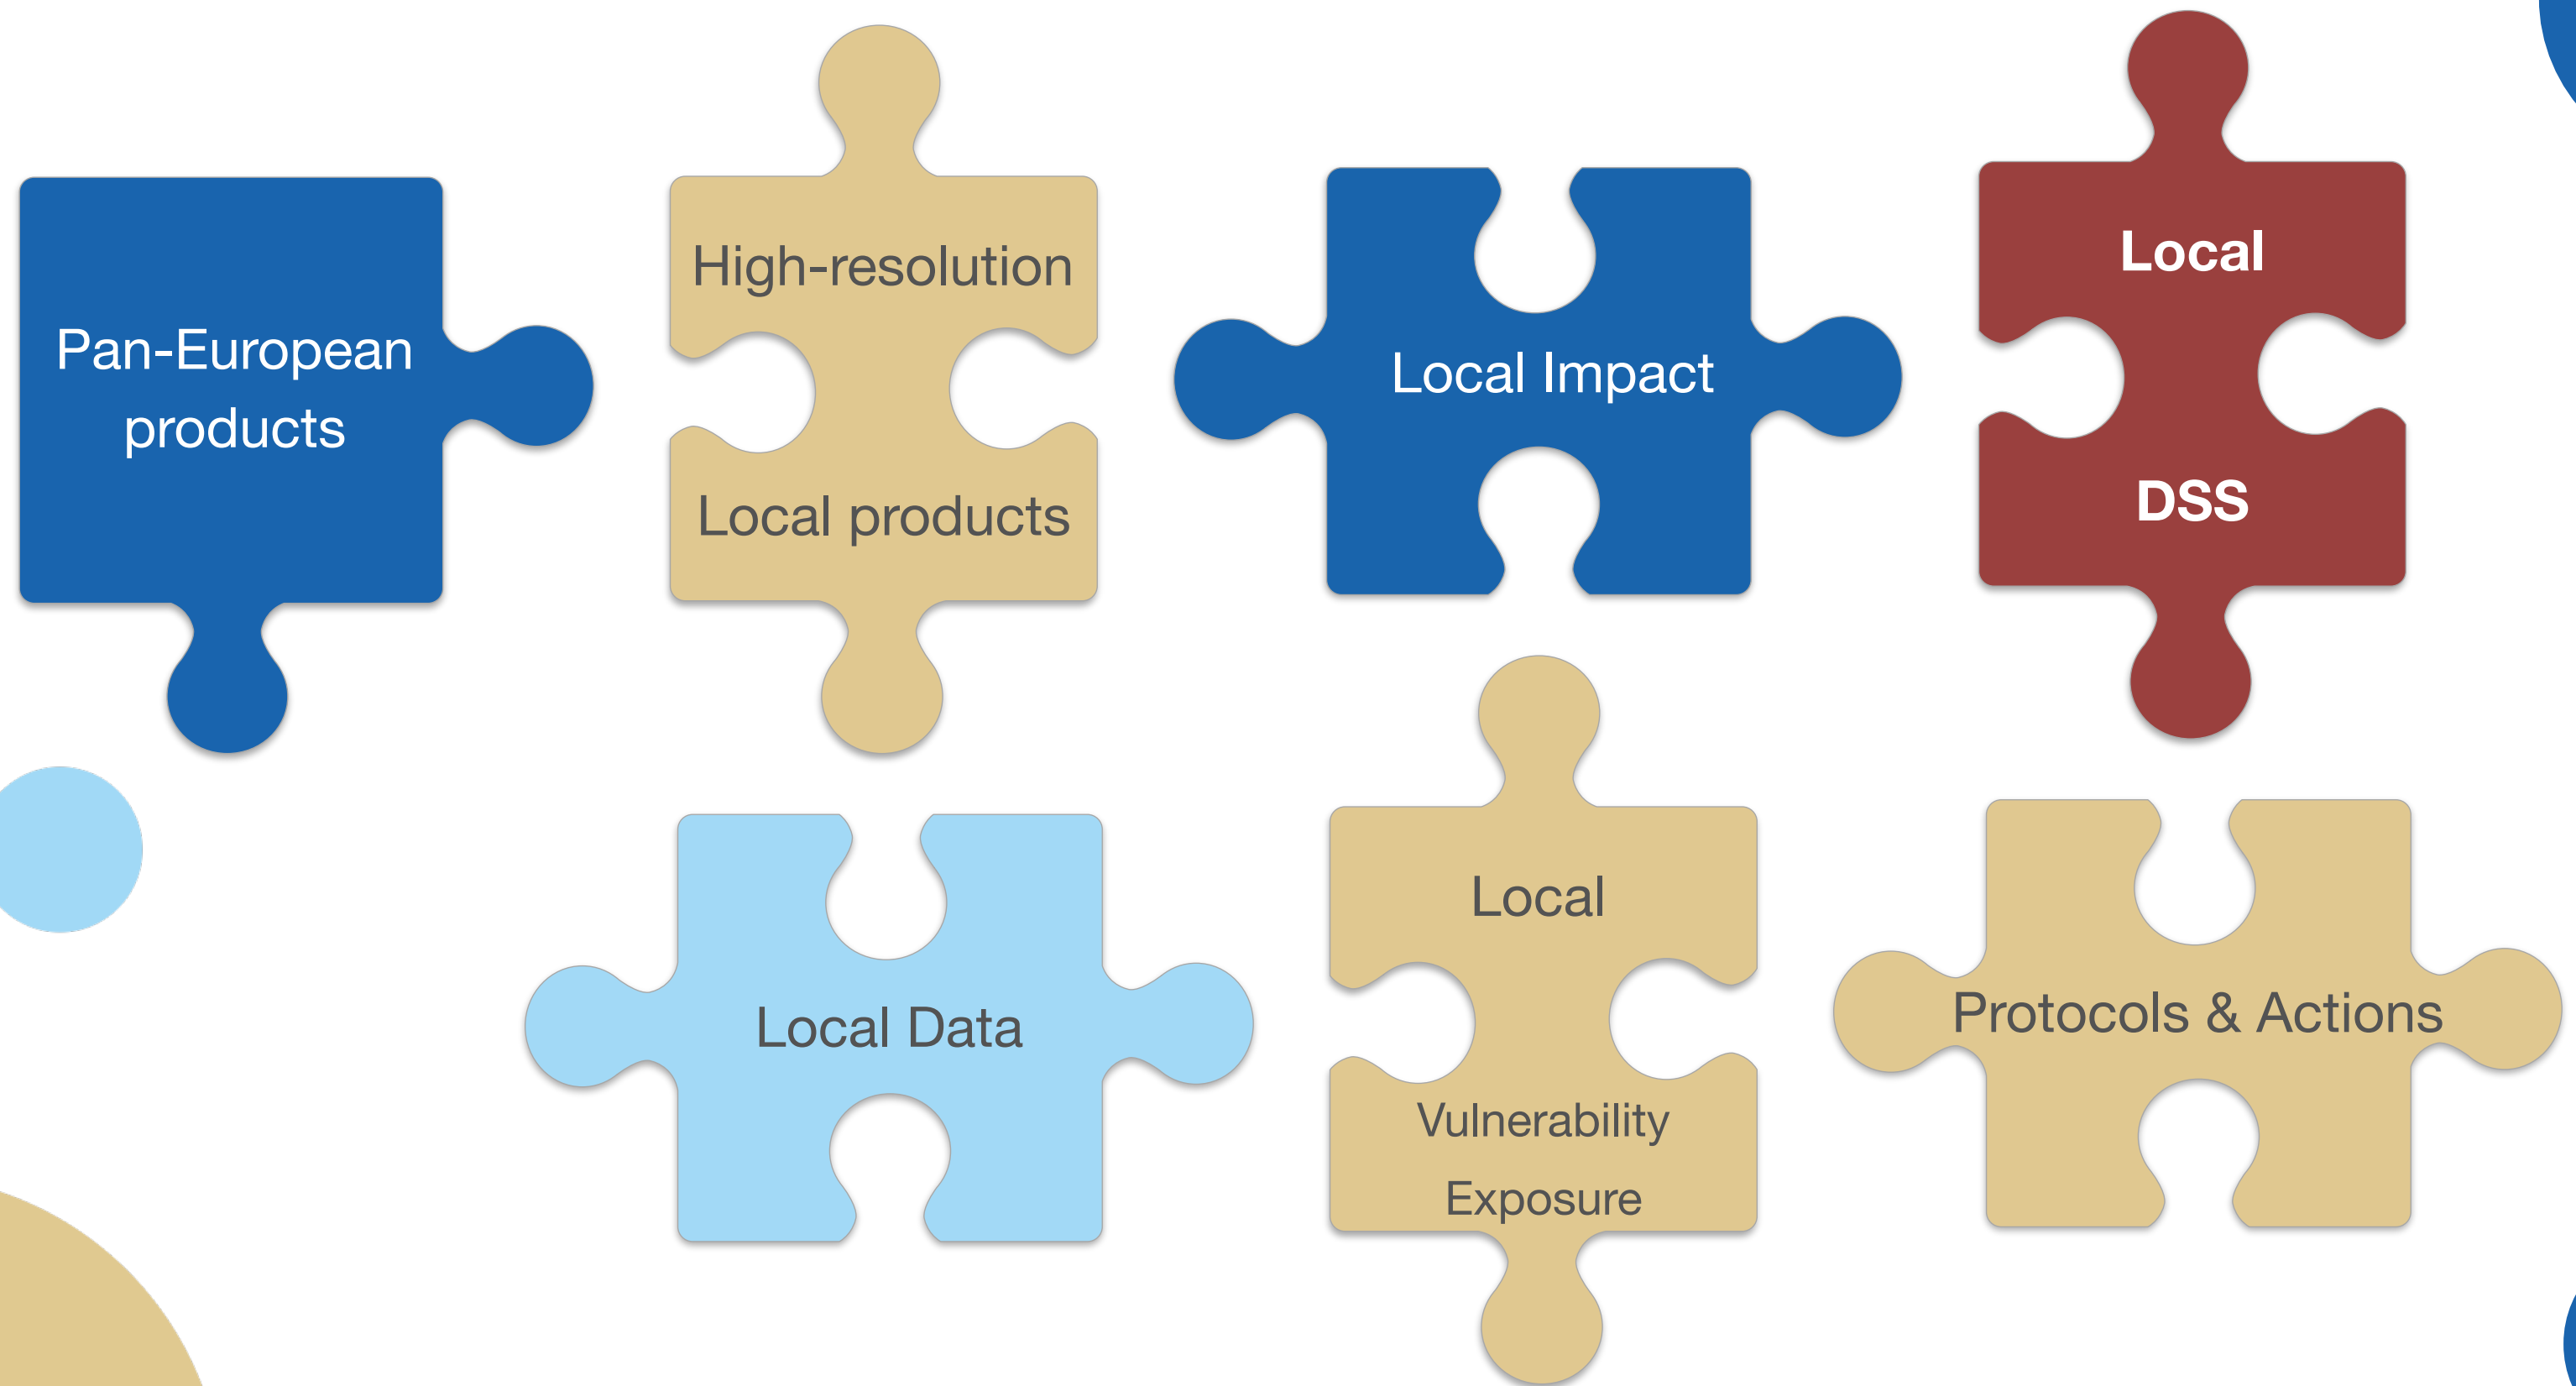 Pan-European
products
High-resolution
Local products
Local Impact
Local
DSS
Local Data
Local
Vulnerability
Exposure
Protocols & Actions